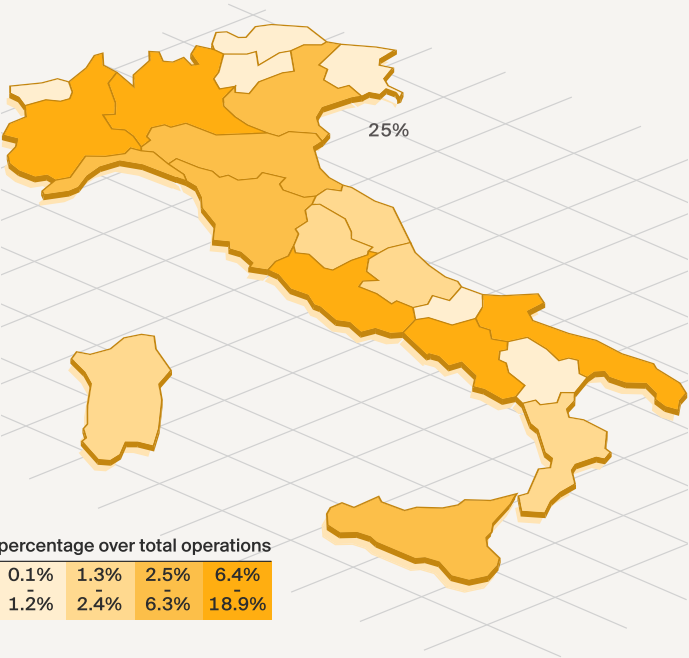 25%
percentage over total operations
0.1% 1.3% 2.5% 6.4%
- - - -
1.2% 2.4% 6.3% 18.9%